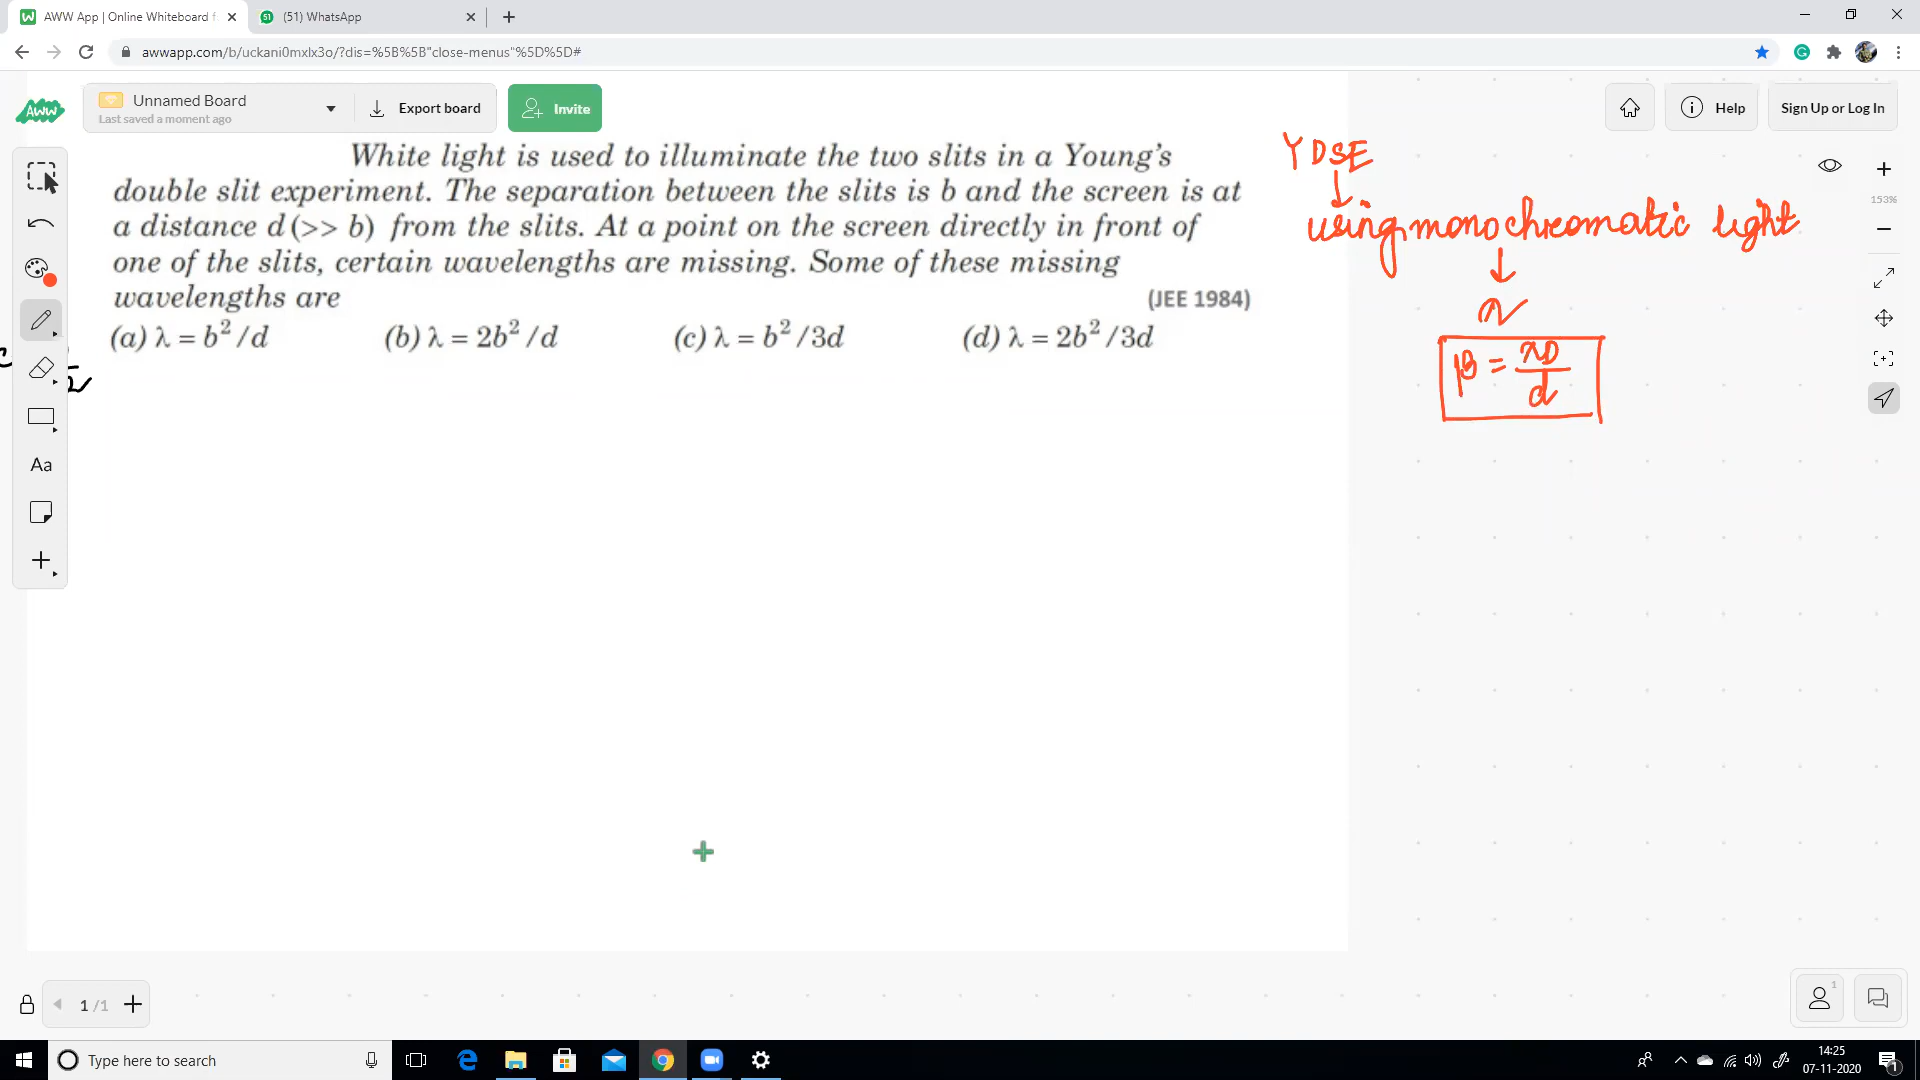 AWW App | Online Whiteboard f
(51) WhatsApp
awwapp.com/b/uckani0mxlx3o/?dis=%5B%5B"close-menus"%5D%5D#
AWW
Unnamed Board
Last saved a moment ago
Export board
Invite
Help
Sign Up or Log In
White light is used to illuminate the two slits in a Young's
double slit experiment. The separation between the slits is b and the screen is at
a distance d (>> b) from the slits. At a point on the screen directly in front of
one of the slits, certain wavelengths are missing. Some of these missing
wavelengths are
(JEE 1984)
(a) λ = b²/d
(b) λ = 2b²/d
(c) λ = b²/3d
(d) λ = 2b²/3d
YDSE
using monochromatic light
λ
β = λD/d
153%
Aa
1 /1
1
Type here to search
14:25
07-11-2020
1